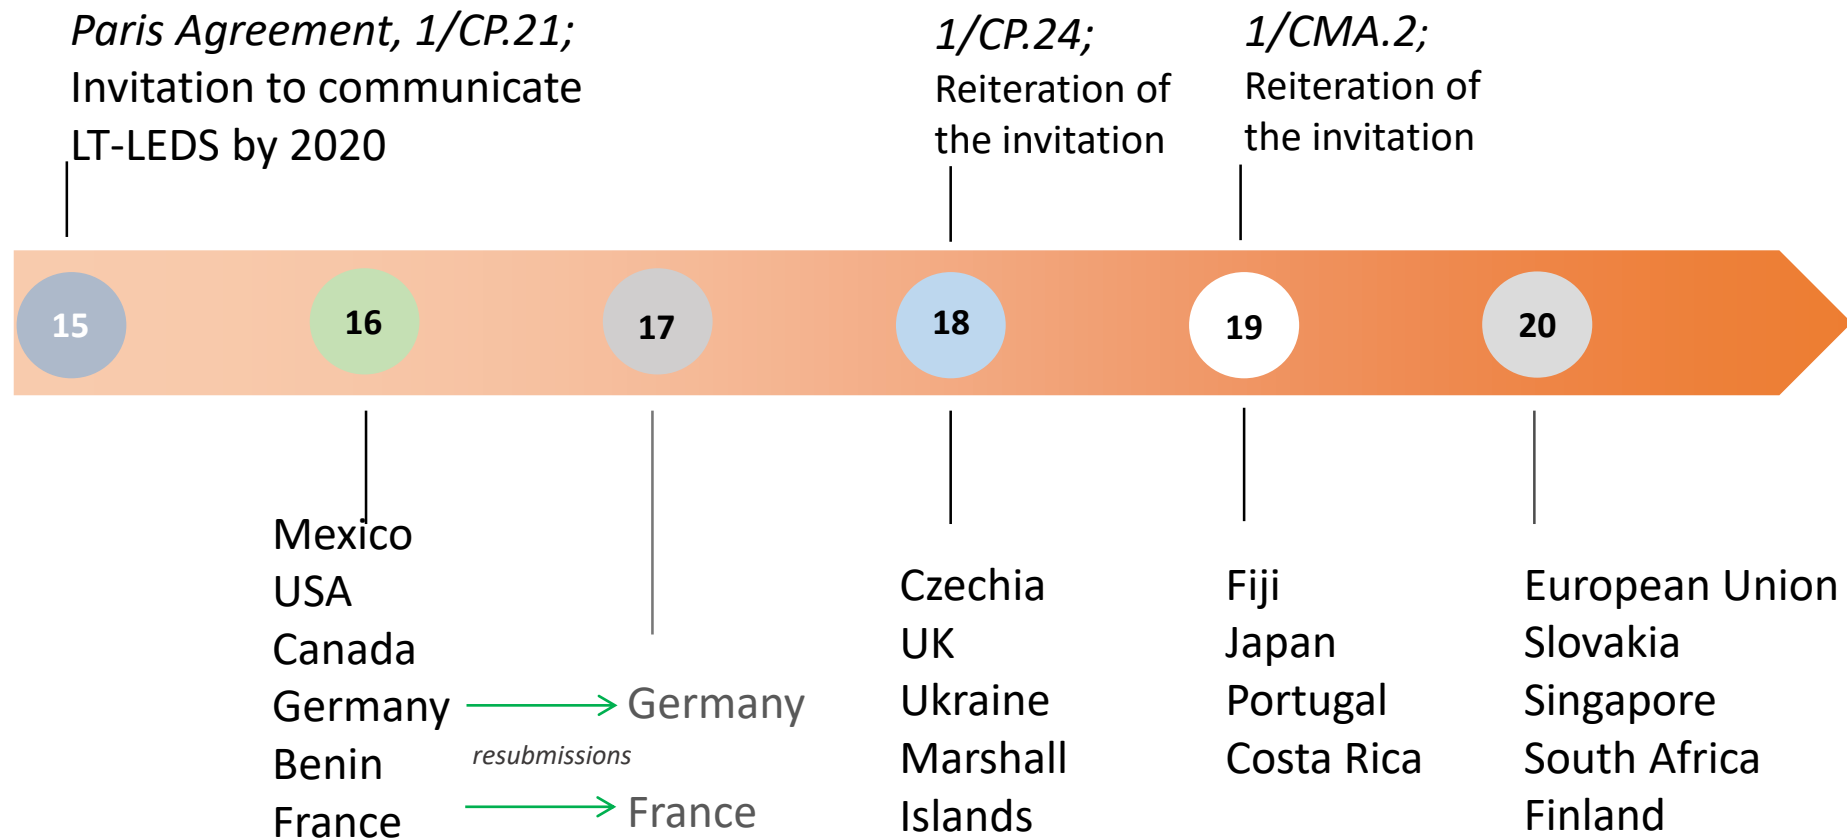 Paris Agreement, 1/CP.21;
Invitation to communicate
LT-LEDS by 2020
1/CP.24;
Reiteration of
the invitation
1/CMA.2;
Reiteration of
the invitation
15
16
17
18
19
20
Mexico
USA
Canada
Germany
Benin
France
resubmissions
Germany
France
Czechia
UK
Ukraine
Marshall
Islands
Fiji
Japan
Portugal
Costa Rica
European Union
Slovakia
Singapore
South Africa
Finland